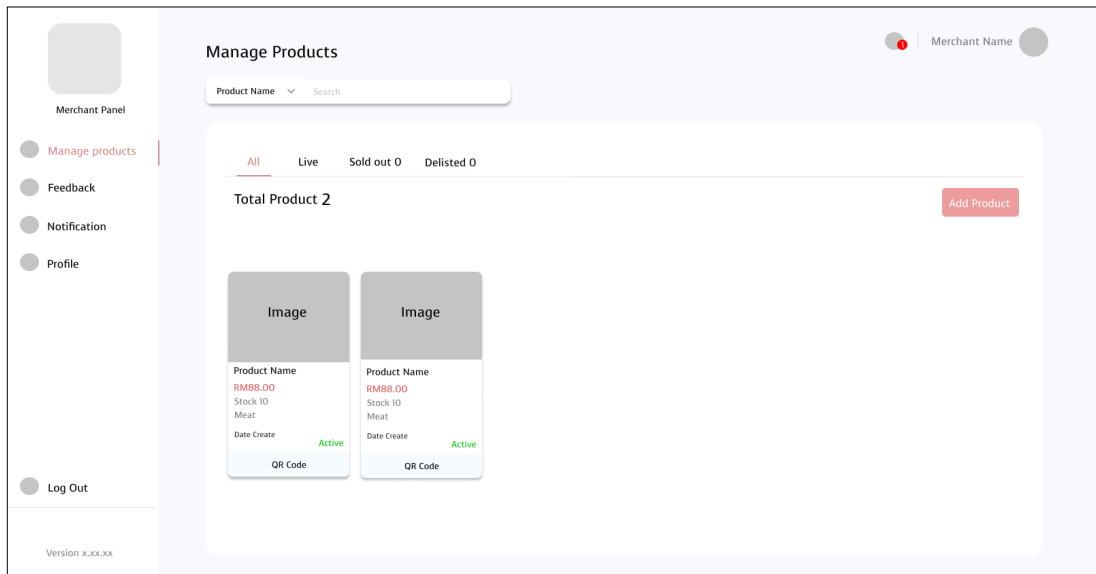 Merchant Panel
Manage products
Feedback
Notification
Profile
Log Out
Version x.xx.xx
Manage Products
1
Merchant Name
Product Name
Search
All
Live
Sold out 0
Delisted 0
Total Product 2
Add Product
Image
Product Name
RM88.00
Stock 10
Meat
Date Create
Active
QR Code
Image
Product Name
RM88.00
Stock 10
Meat
Date Create
Active
QR Code